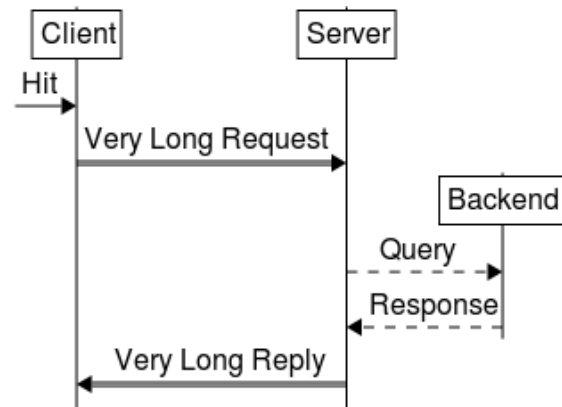 Client
Server
Hit
Very Long Request
Backend
Query
Response
Very Long Reply